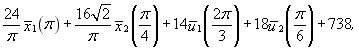 24/π x̄₁(π) + 16√2/π x̄₂(π/4) + 14ū₁(2π/3) + 18ū₂(π/6) + 738,